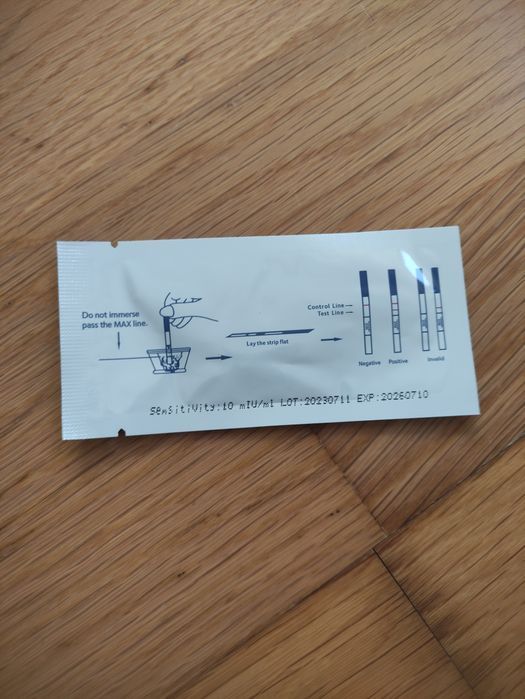 Do not immerse
pass the MAX line.
Lay the strip flat
Control Line
Test Line
Negative
Positive
Invalid
Sensitivity:10 mIU/ml LOT:20230711 EXP:20260710